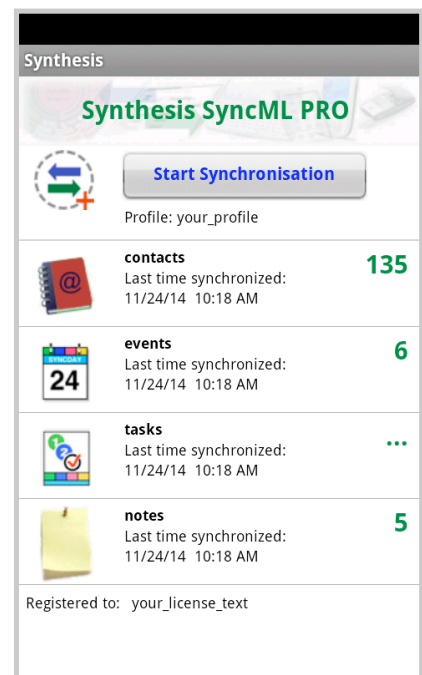 Synthesis
Synthesis SyncML PRO
Start Synchronisation
Profile: your_profile
contacts
135
Last time synchronized:
11/24/14 10:18 AM
@
events
6
Last time synchronized:
11/24/14 10:18 AM
SYNCDAY
24
tasks
...
Last time synchronized:
11/24/14 10:18 AM
1
2
notes
5
Last time synchronized:
11/24/14 10:18 AM
Registered to: your_license_text